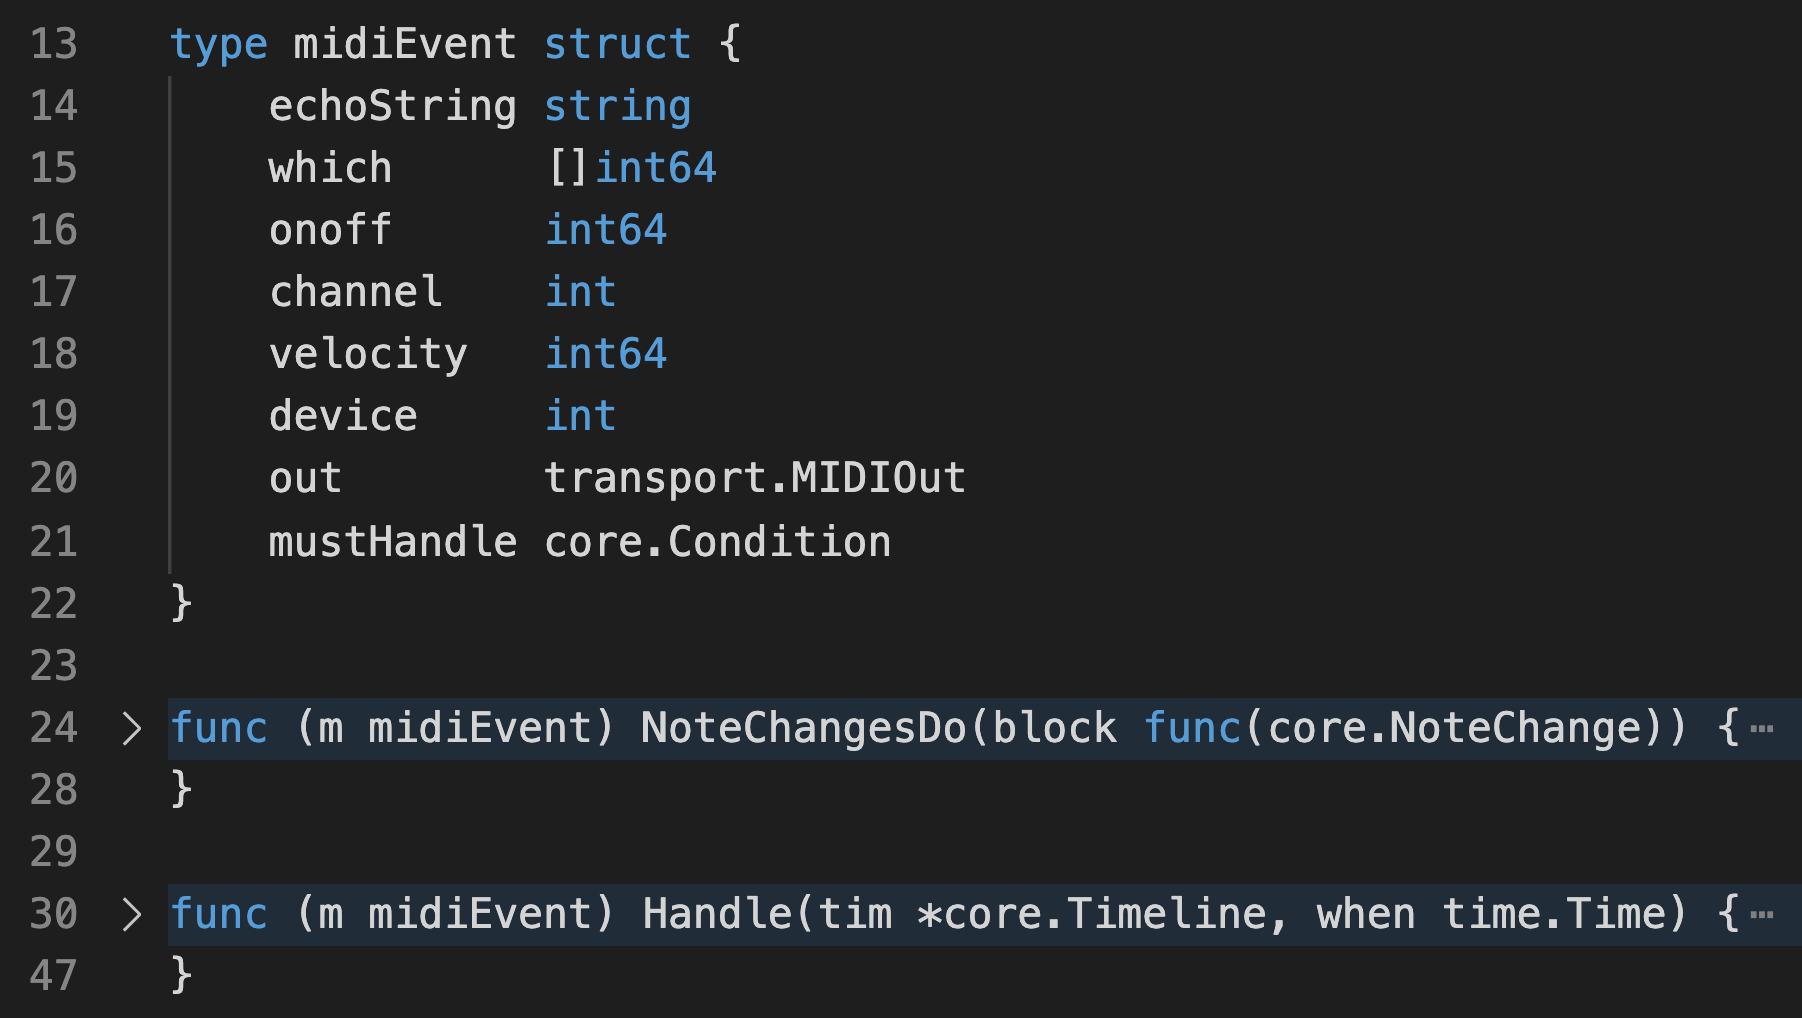 13 type midiEvent struct {
14 echoString string
15 which []int64
16 onoff int64
17 channel int
18 velocity int64
19 device int
20 out transport.MIDIOut
21 mustHandle core.Condition
22 }
23
24 func (m midiEvent) NoteChangesDo(block func(core.NoteChange)) {⋯
28 }
29
30 func (m midiEvent) Handle(tim *core.Timeline, when time.Time) {⋯
47 }